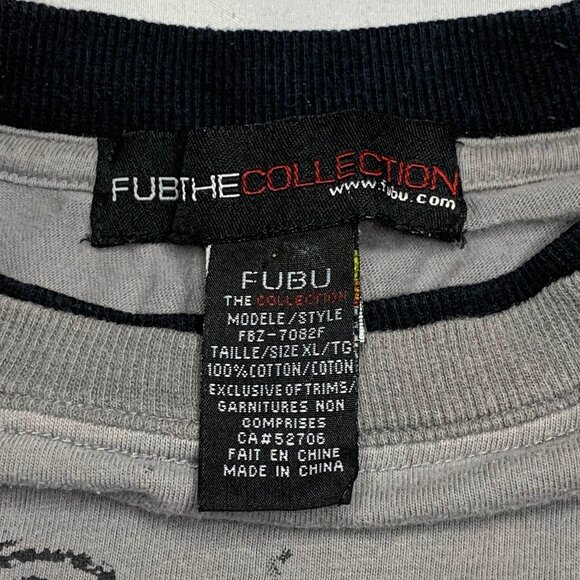 FUBTHECOLLECTION
www.fubu.com
FUBU
THE COLLECTION
MODELE/STYLE
FBZ-7082F
TAILLE/SIZE XL/TG
100%COTTON/COTON
EXCLUSIVE OF TRIMS/
GARNITURES NON
COMPRISES
CA#52706
FAIT EN CHINE
MADE IN CHINA